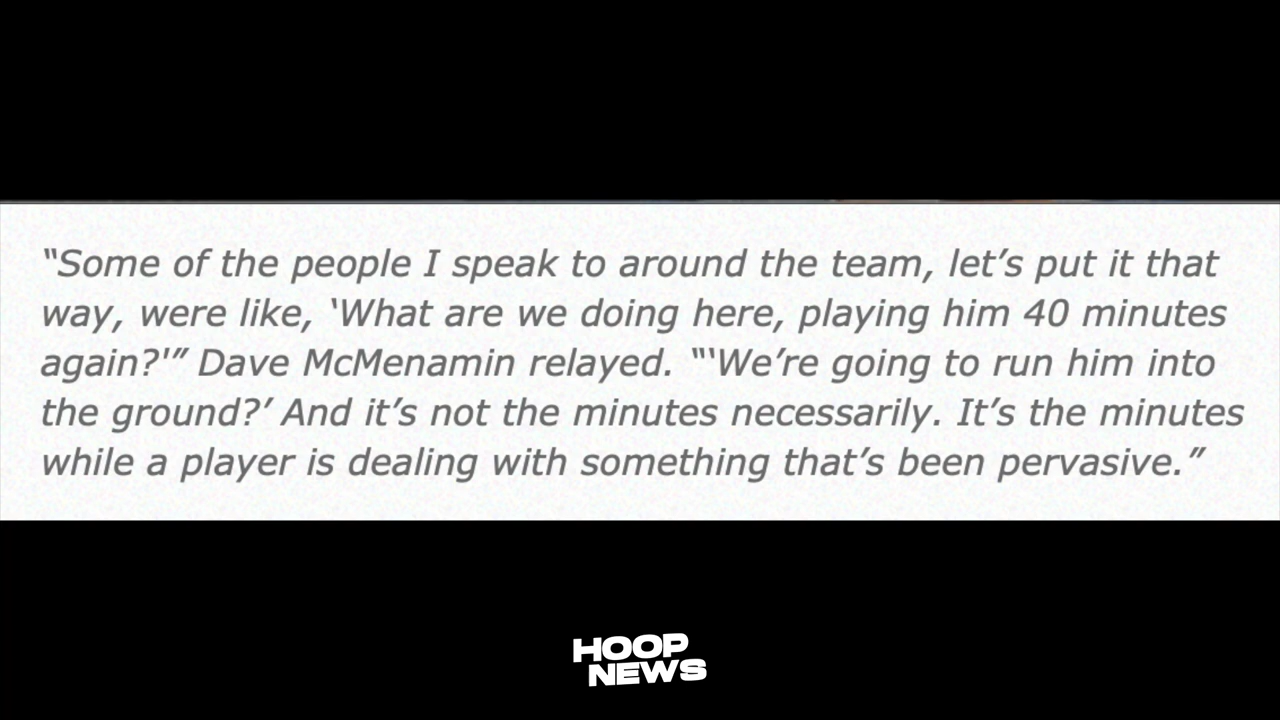 “Some of the people I speak to around the team, let’s put it that
way, were like, ‘What are we doing here, playing him 40 minutes
again?'” Dave McMenamin relayed. “‘We’re going to run him into
the ground?’ And it’s not the minutes necessarily. It’s the minutes
while a player is dealing with something that’s been pervasive.”
HOOP
NEWS